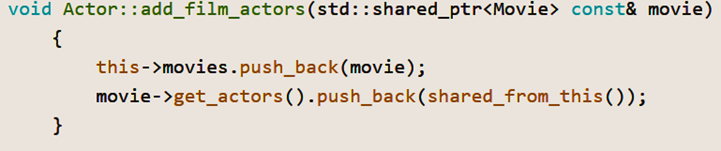 void Actor::add_film_actors(std::shared_ptr<Movie> const& movie)
{
this->movies.push_back(movie);
movie->get_actors().push_back(shared_from_this());
}